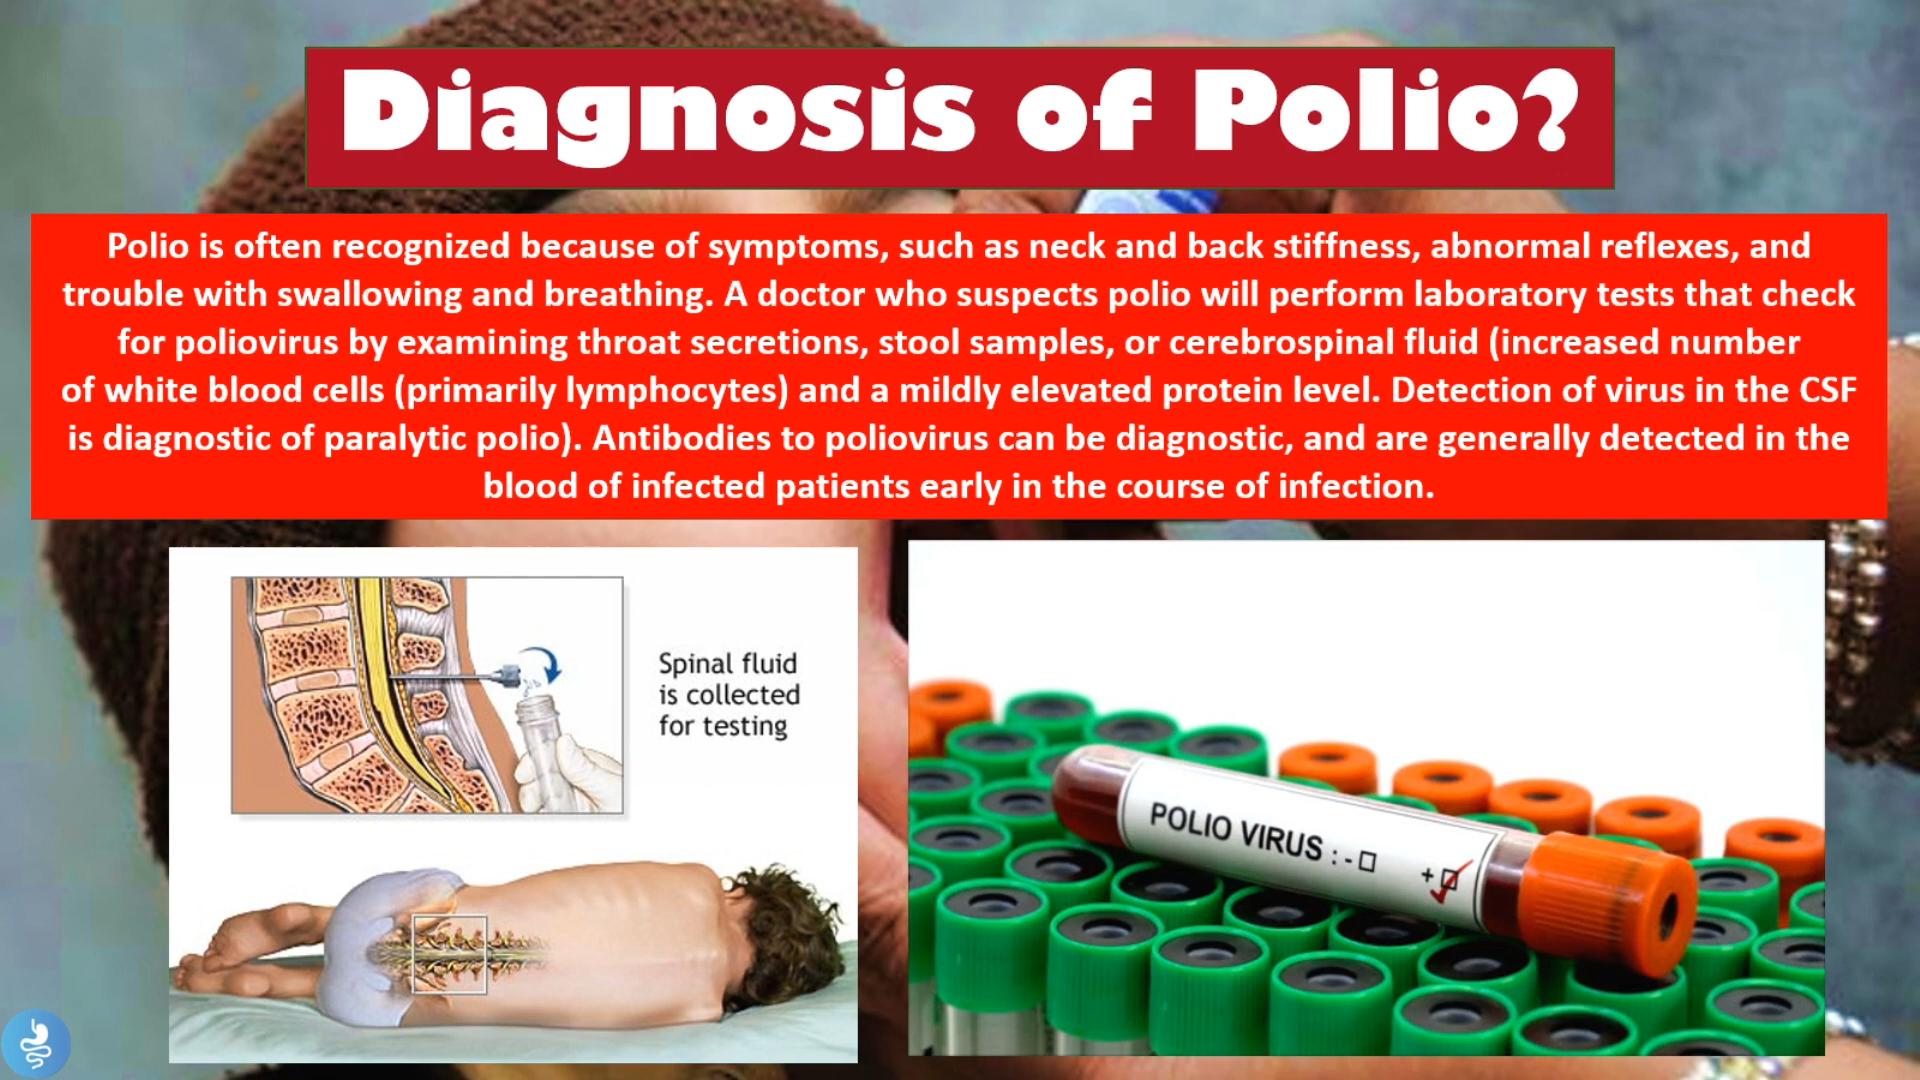 Diagnosis of Polio?
Polio is often recognized because of symptoms, such as neck and back stiffness, abnormal reflexes, and
trouble with swallowing and breathing. A doctor who suspects polio will perform laboratory tests that check
for poliovirus by examining throat secretions, stool samples, or cerebrospinal fluid (increased number
of white blood cells (primarily lymphocytes) and a mildly elevated protein level. Detection of virus in the CSF
is diagnostic of paralytic polio). Antibodies to poliovirus can be diagnostic, and are generally detected in the
blood of infected patients early in the course of infection.
Spinal fluid
is collected
for testing
POLIO VIRUS : - ☐ + ☑